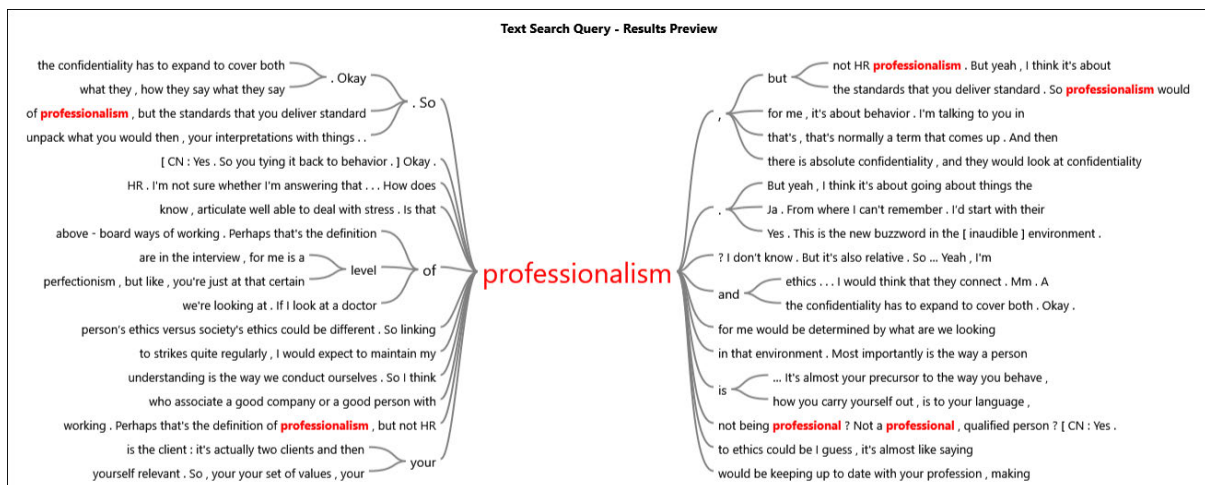 Text Search Query - Results Preview
the confidentiality has to expand to cover both
what they , how they say what they say
. Okay
of professionalism , but the standards that you deliver standard
unpack what you would then , your interpretations with things . .
. So
[ CN : Yes . So you tying it back to behavior . ] Okay .
HR . I'm not sure whether I'm answering that . . . How does
know , articulate well able to deal with stress . Is that
above - board ways of working . Perhaps that's the definition
are in the interview , for me is a
perfectionism , but like , you're just at that certain
level
we're looking at . If I look at a doctor
of
person's ethics versus society's ethics could be different . So linking
to strikes quite regularly , I would expect to maintain my
understanding is the way we conduct ourselves . So I think
who associate a good company or a good person with
working . Perhaps that's the definition of professionalism , but not HR
is the client : it's actually two clients and then
yourself relevant . So , your your set of values , your
your
professionalism
,
but
not HR professionalism . But yeah , I think it's about
the standards that you deliver standard . So professionalism would
for me , it's about behavior . I'm talking to you in
that's , that's normally a term that comes up . And then
there is absolute confidentiality , and they would look at confidentiality
.
But yeah , I think it's about going about things the
Ja . From where I can't remember . I'd start with their
Yes . This is the new buzzword in the [ inaudible ] environment .
? I don't know . But it's also relative . So ... Yeah , I'm
and
ethics . . . I would think that they connect . Mm . A
the confidentiality has to expand to cover both . Okay .
for me would be determined by what are we looking
in that environment . Most importantly is the way a person
is
... It's almost your precursor to the way you behave ,
how you carry yourself out , is to your language ,
not being professional ? Not a professional , qualified person ? [ CN : Yes .
to ethics could be I guess , it's almost like saying
would be keeping up to date with your profession , making